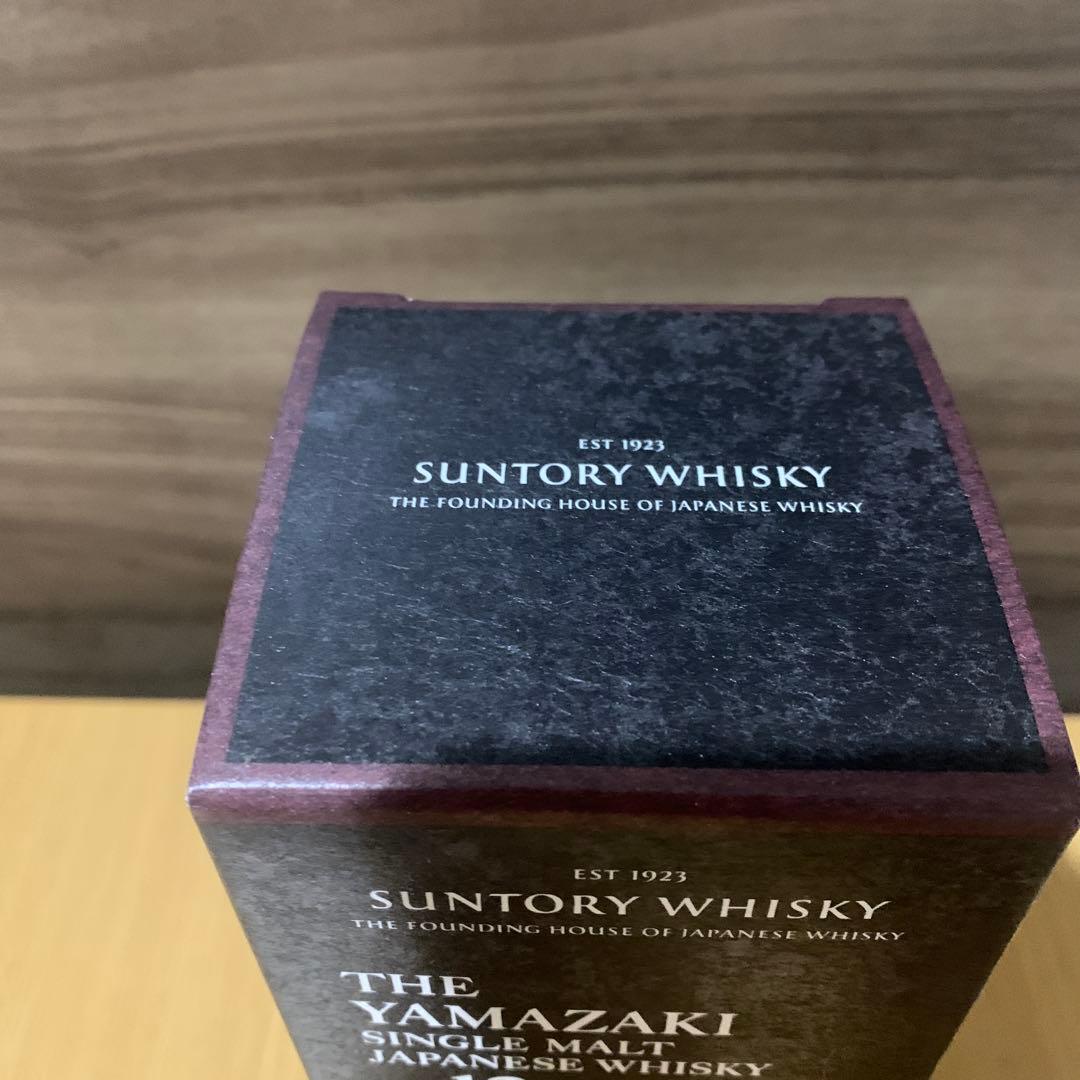 EST 1923
SUNTORY WHISKY
THE FOUNDING HOUSE OF JAPANESE WHISKY
EST 1923
SUNTORY WHISKY
THE FOUNDING HOUSE OF JAPANESE WHISKY
THE
YAMAZAKI
SINGLE MALT
JAPANESE WHISKY